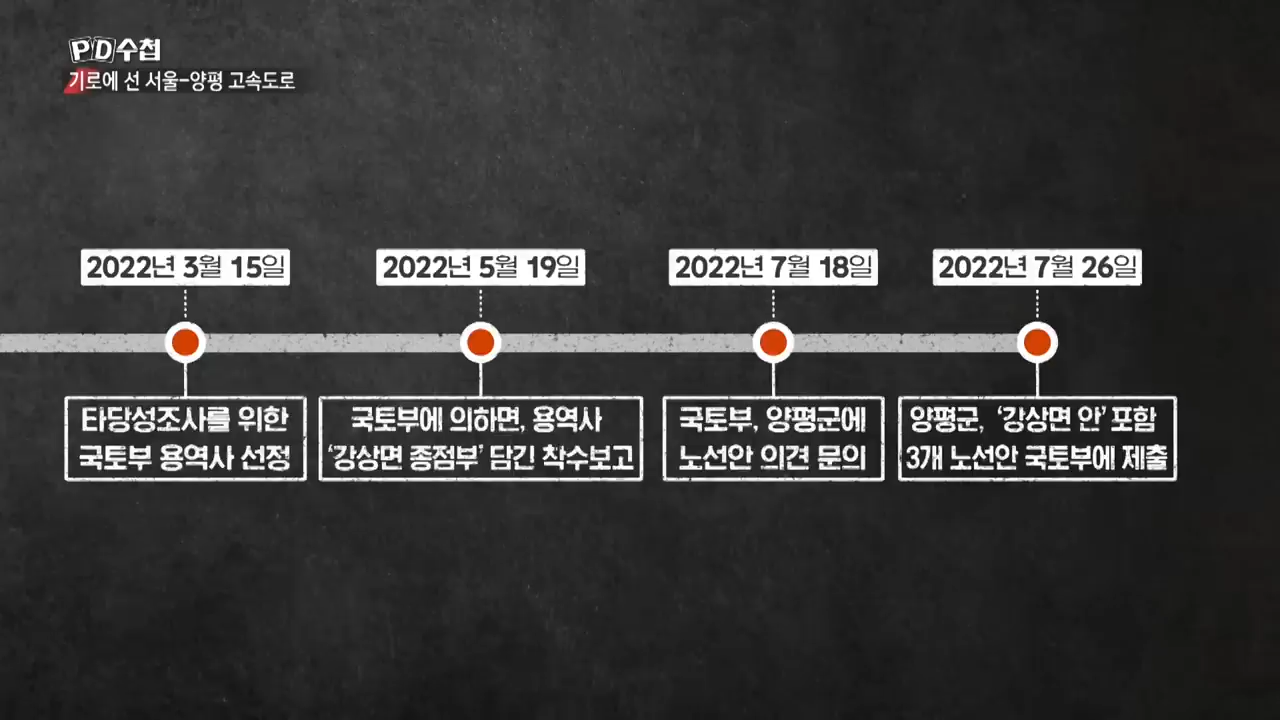 PD수첩
기로에 선 서울-양평 고속도로
2022년 3월 15일
타당성조사를 위한
국토부 용역사 선정
2022년 5월 19일
국토부에 의하면, 용역사
‘강상면 종점부’ 담긴 착수보고
2022년 7월 18일
국토부, 양평군에
노선안 의견 문의
2022년 7월 26일
양평군, ‘강상면 안’ 포함
3개 노선안 국토부에 제출